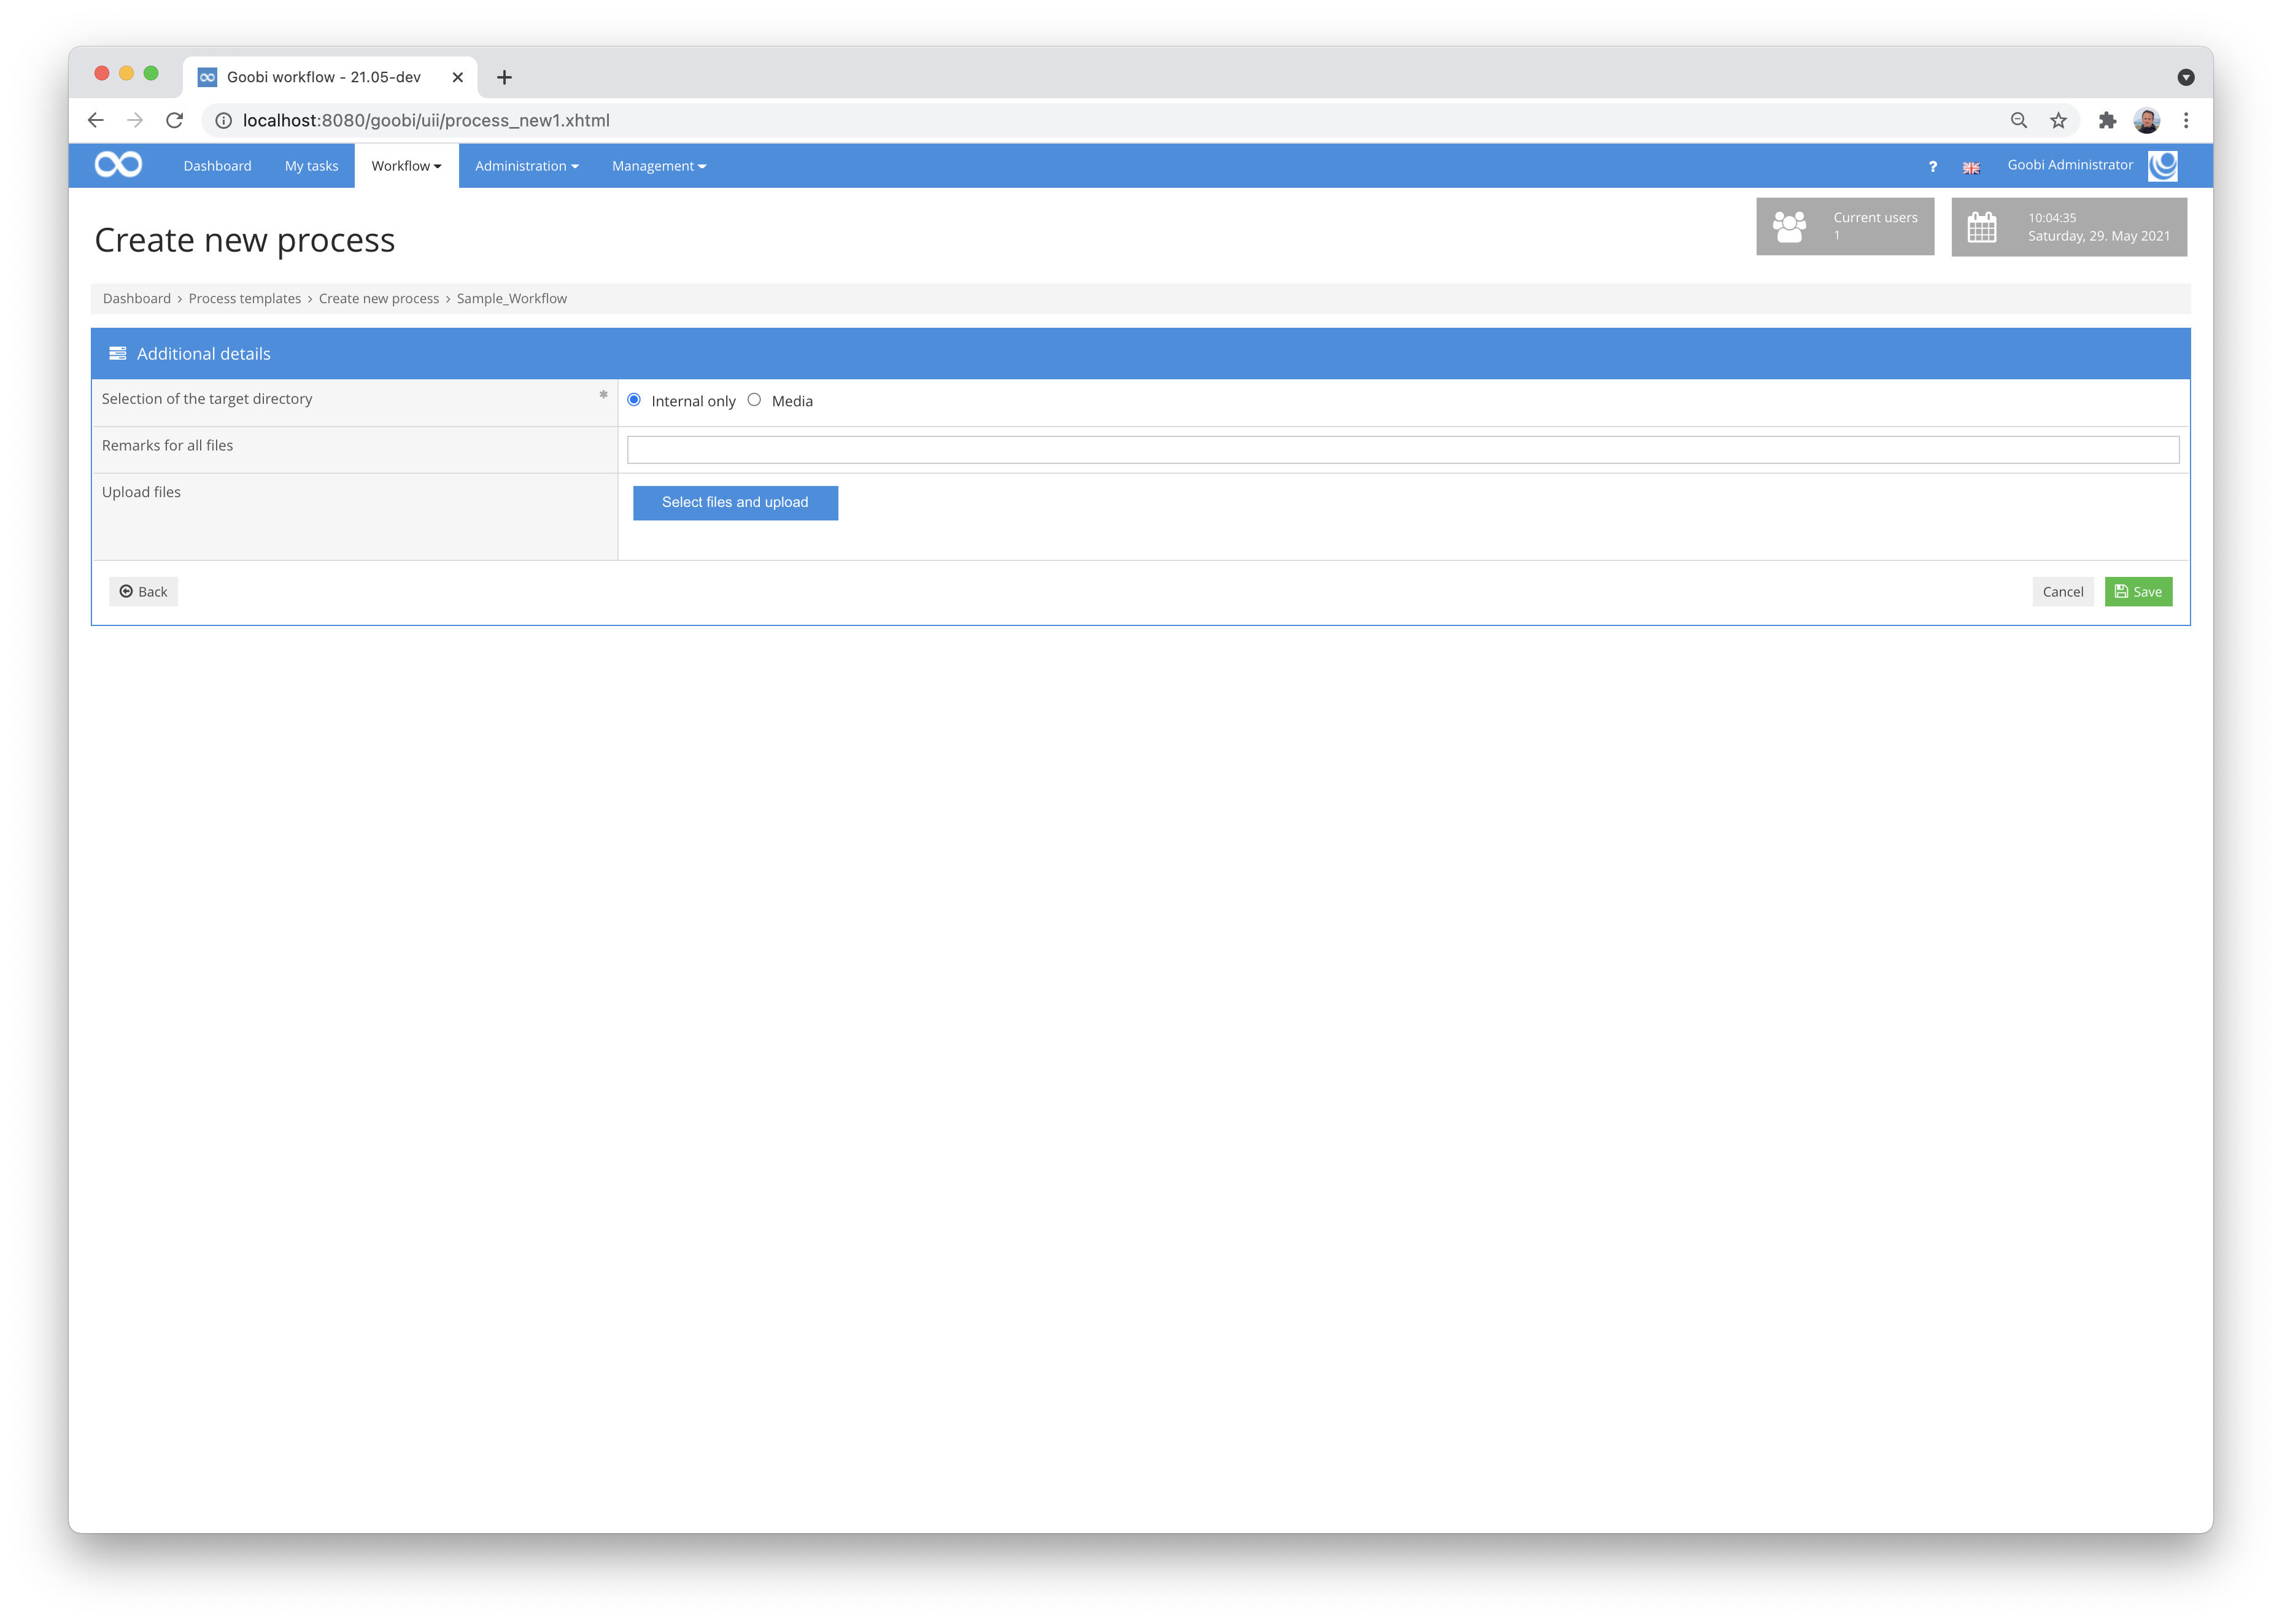 Goobi workflow - 21.05-dev
localhost:8080/goobi/uii/process_new1.xhtml
Dashboard My tasks Workflow Administration Management ? Goobi Administrator
Create new process
Current users
1
10:04:35
Saturday, 29. May 2021
Dashboard › Process templates › Create new process › Sample_Workflow
Additional details
Selection of the target directory * Internal only Media
Remarks for all files
Upload files Select files and upload
Back Cancel Save